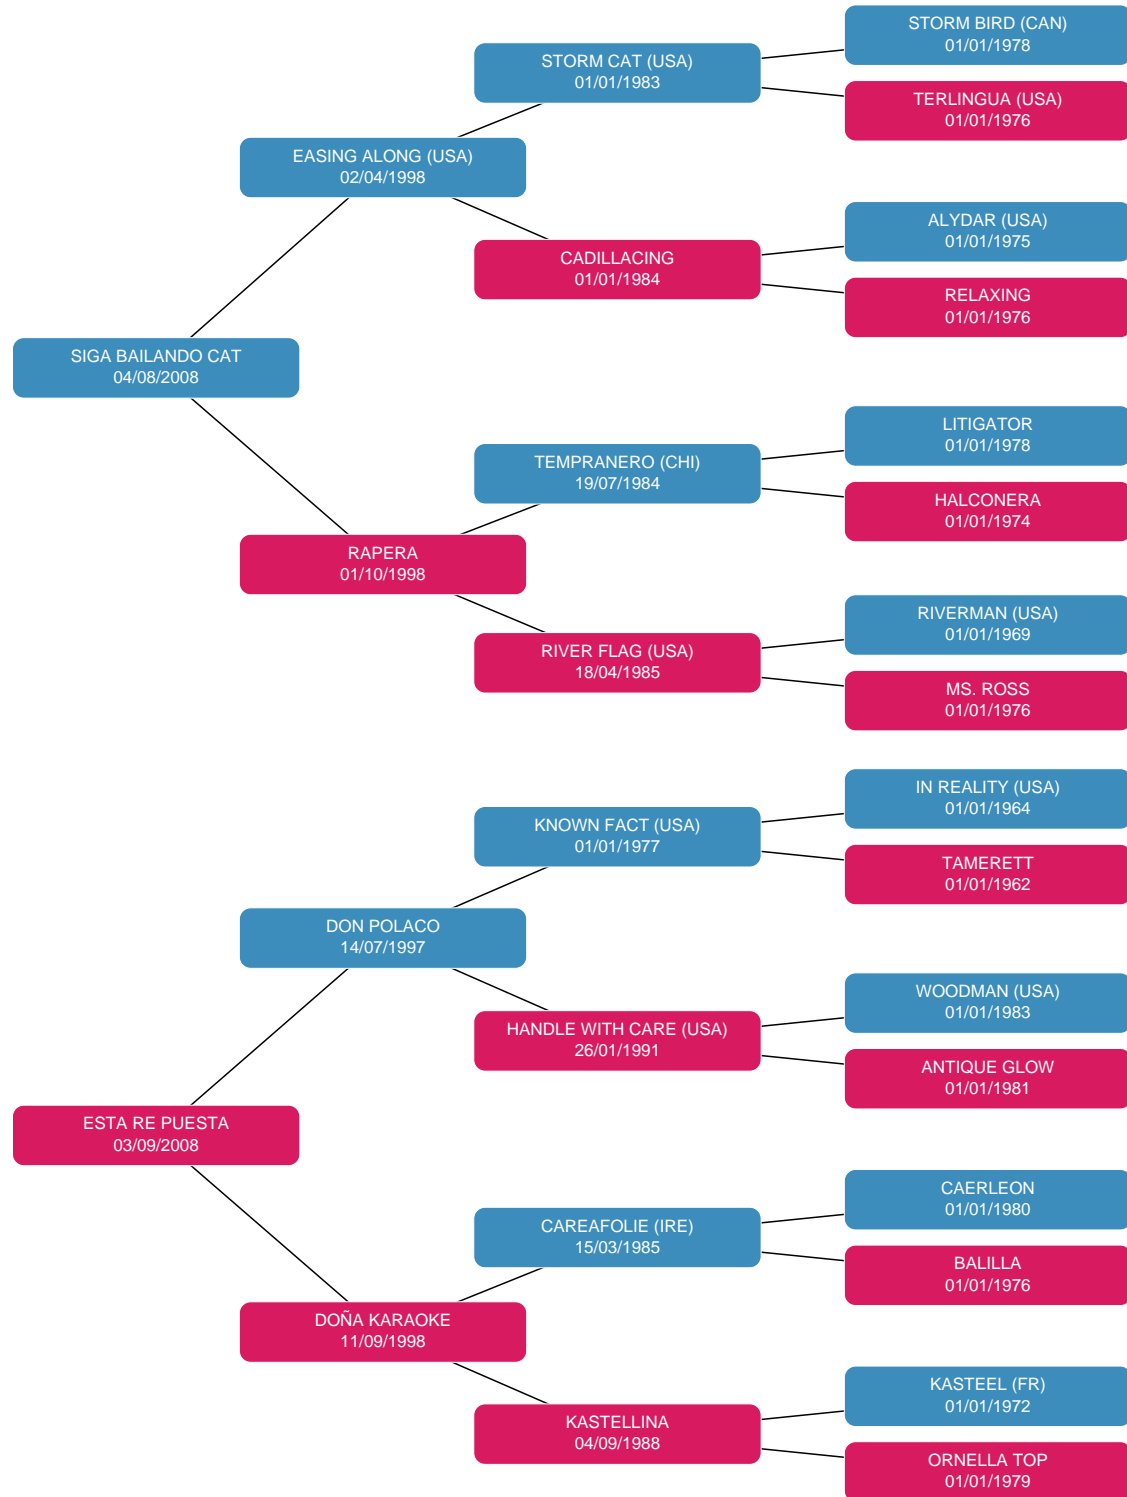 STORM BIRD (CAN)
01/01/1978
STORM CAT (USA)
01/01/1983
TERLINGUA (USA)
01/01/1976
EASING ALONG (USA)
02/04/1998
ALYDAR (USA)
01/01/1975
CADILLACING
01/01/1984
RELAXING
01/01/1976
SIGA BAILANDO CAT
04/08/2008
LITIGATOR
01/01/1978
TEMPRANERO (CHI)
19/07/1984
HALCONERA
01/01/1974
RAPERA
01/10/1998
RIVERMAN (USA)
01/01/1969
RIVER FLAG (USA)
18/04/1985
MS. ROSS
01/01/1976
IN REALITY (USA)
01/01/1964
KNOWN FACT (USA)
01/01/1977
TAMERETT
01/01/1962
DON POLACO
14/07/1997
WOODMAN (USA)
01/01/1983
HANDLE WITH CARE (USA)
26/01/1991
ANTIQUE GLOW
01/01/1981
ESTA RE PUESTA
03/09/2008
CAERLEON
01/01/1980
CAREAFOLIE (IRE)
15/03/1985
BALILLA
01/01/1976
DOÑA KARAOKE
11/09/1998
KASTEEL (FR)
01/01/1972
KASTELLINA
04/09/1988
ORNELLA TOP
01/01/1979